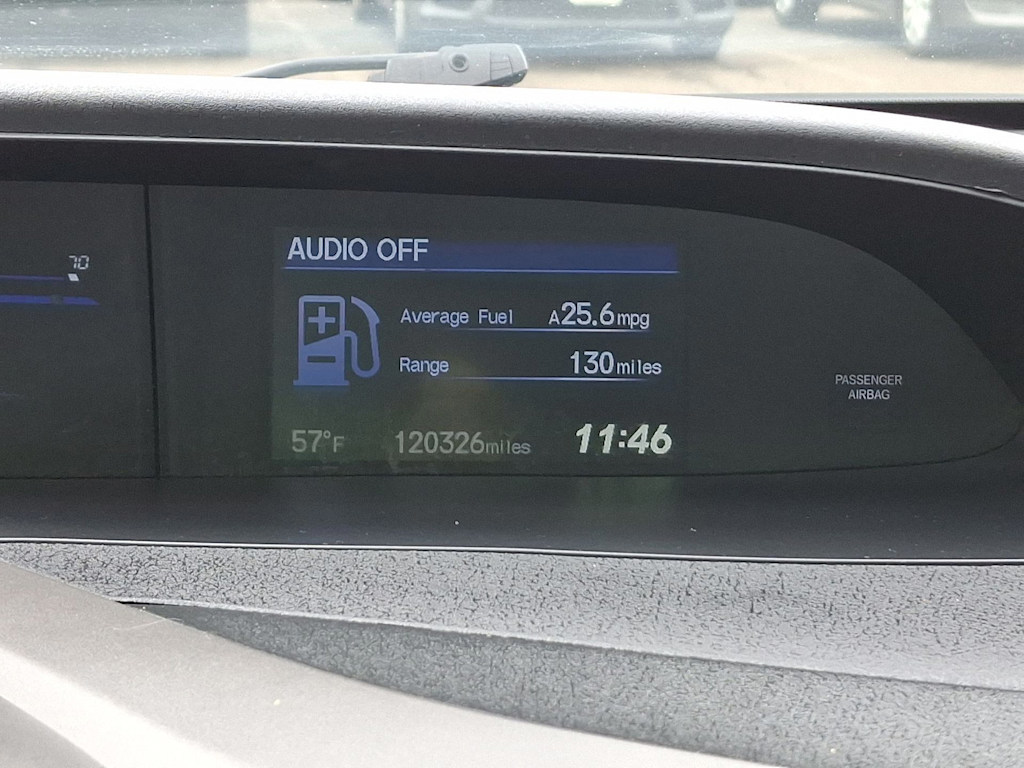 70
AUDIO OFF
Average Fuel A25.6mpg
Range 130miles
57°F 120326miles 11:46
PASSENGER
AIRBAG